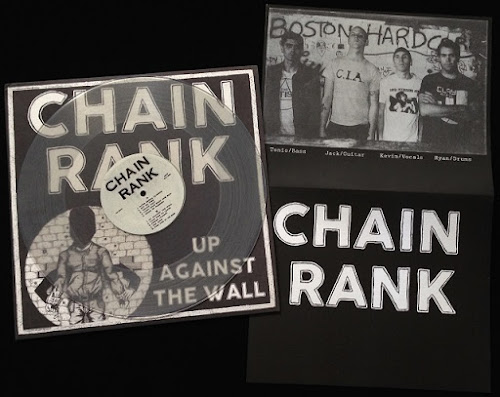 CHAIN
RANK
CHAIN
RANK
UP
AGAINST
THE WALL
BOSTON HARDC
C.I.A.
Tenis/Bass Jack/Guitar Kevin/Vocals Ryan/Drums
CHAIN
RANK